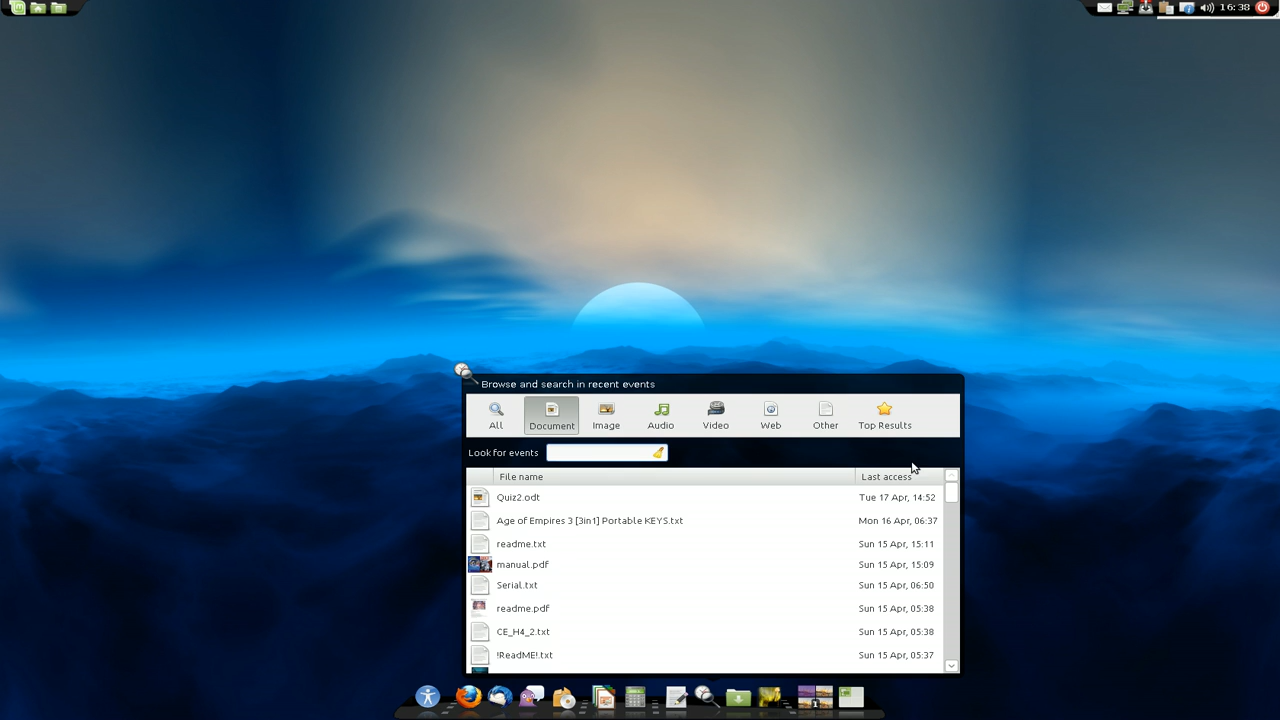 16:38
Browse and search in recent events
All Document Image Audio Video Web Other Top Results
Look for events
File name Last access
Quiz2.odt Tue 17 Apr, 14:52
Age of Empires 3 [3in1] Portable KEYS.txt Mon 16 Apr, 06:37
readme.txt Sun 15 Apr, 15:11
manual.pdf Sun 15 Apr, 15:09
Serial.txt Sun 15 Apr, 06:50
readme.pdf Sun 15 Apr, 05:38
CE_H4_2.txt Sun 15 Apr, 05:38
!ReadME!.txt Sun 15 Apr, 05:37
1